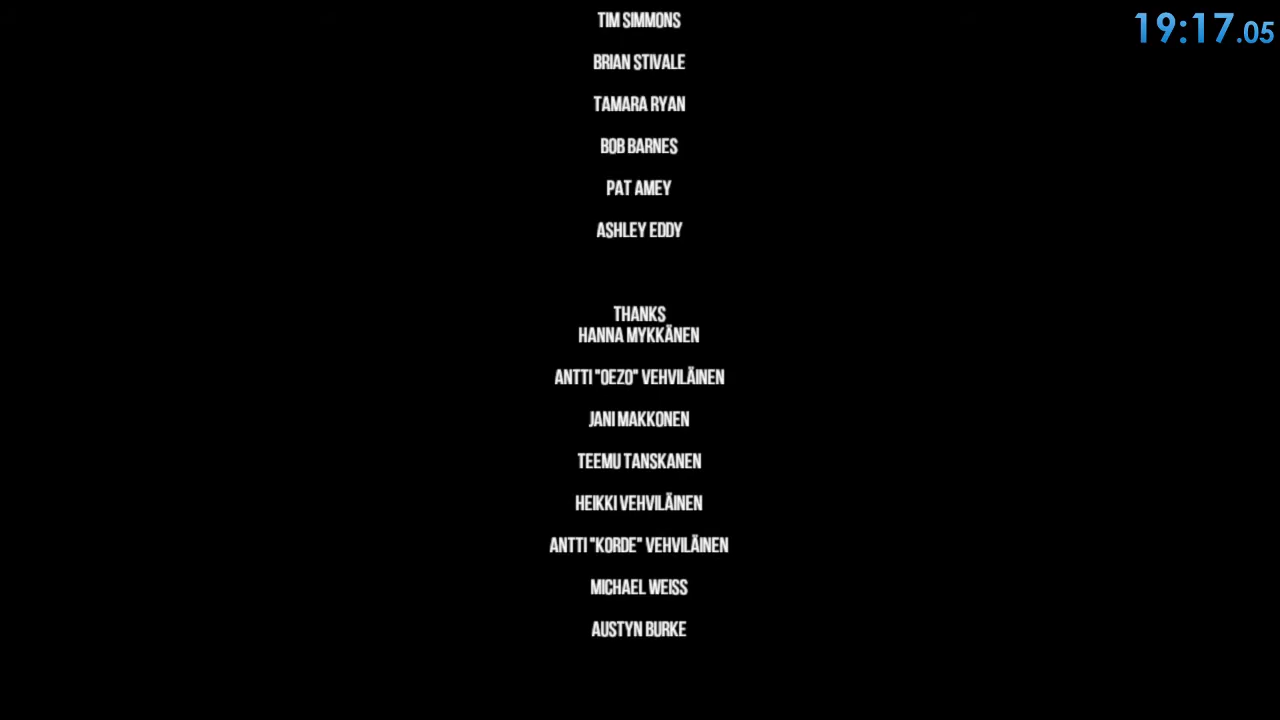 19:17.05
TIM SIMMONS
BRIAN STIVALE
TAMARA RYAN
BOB BARNES
PAT AMEY
ASHLEY EDDY
THANKS
HANNA MYKKÄNEN
ANTTI "OEZO" VEHVILÄINEN
JANI MAKKONEN
TEEMU TANSKANEN
HEIKKI VEHVILÄINEN
ANTTI "KORDE" VEHVILÄINEN
MICHAEL WEISS
AUSTYN BURKE